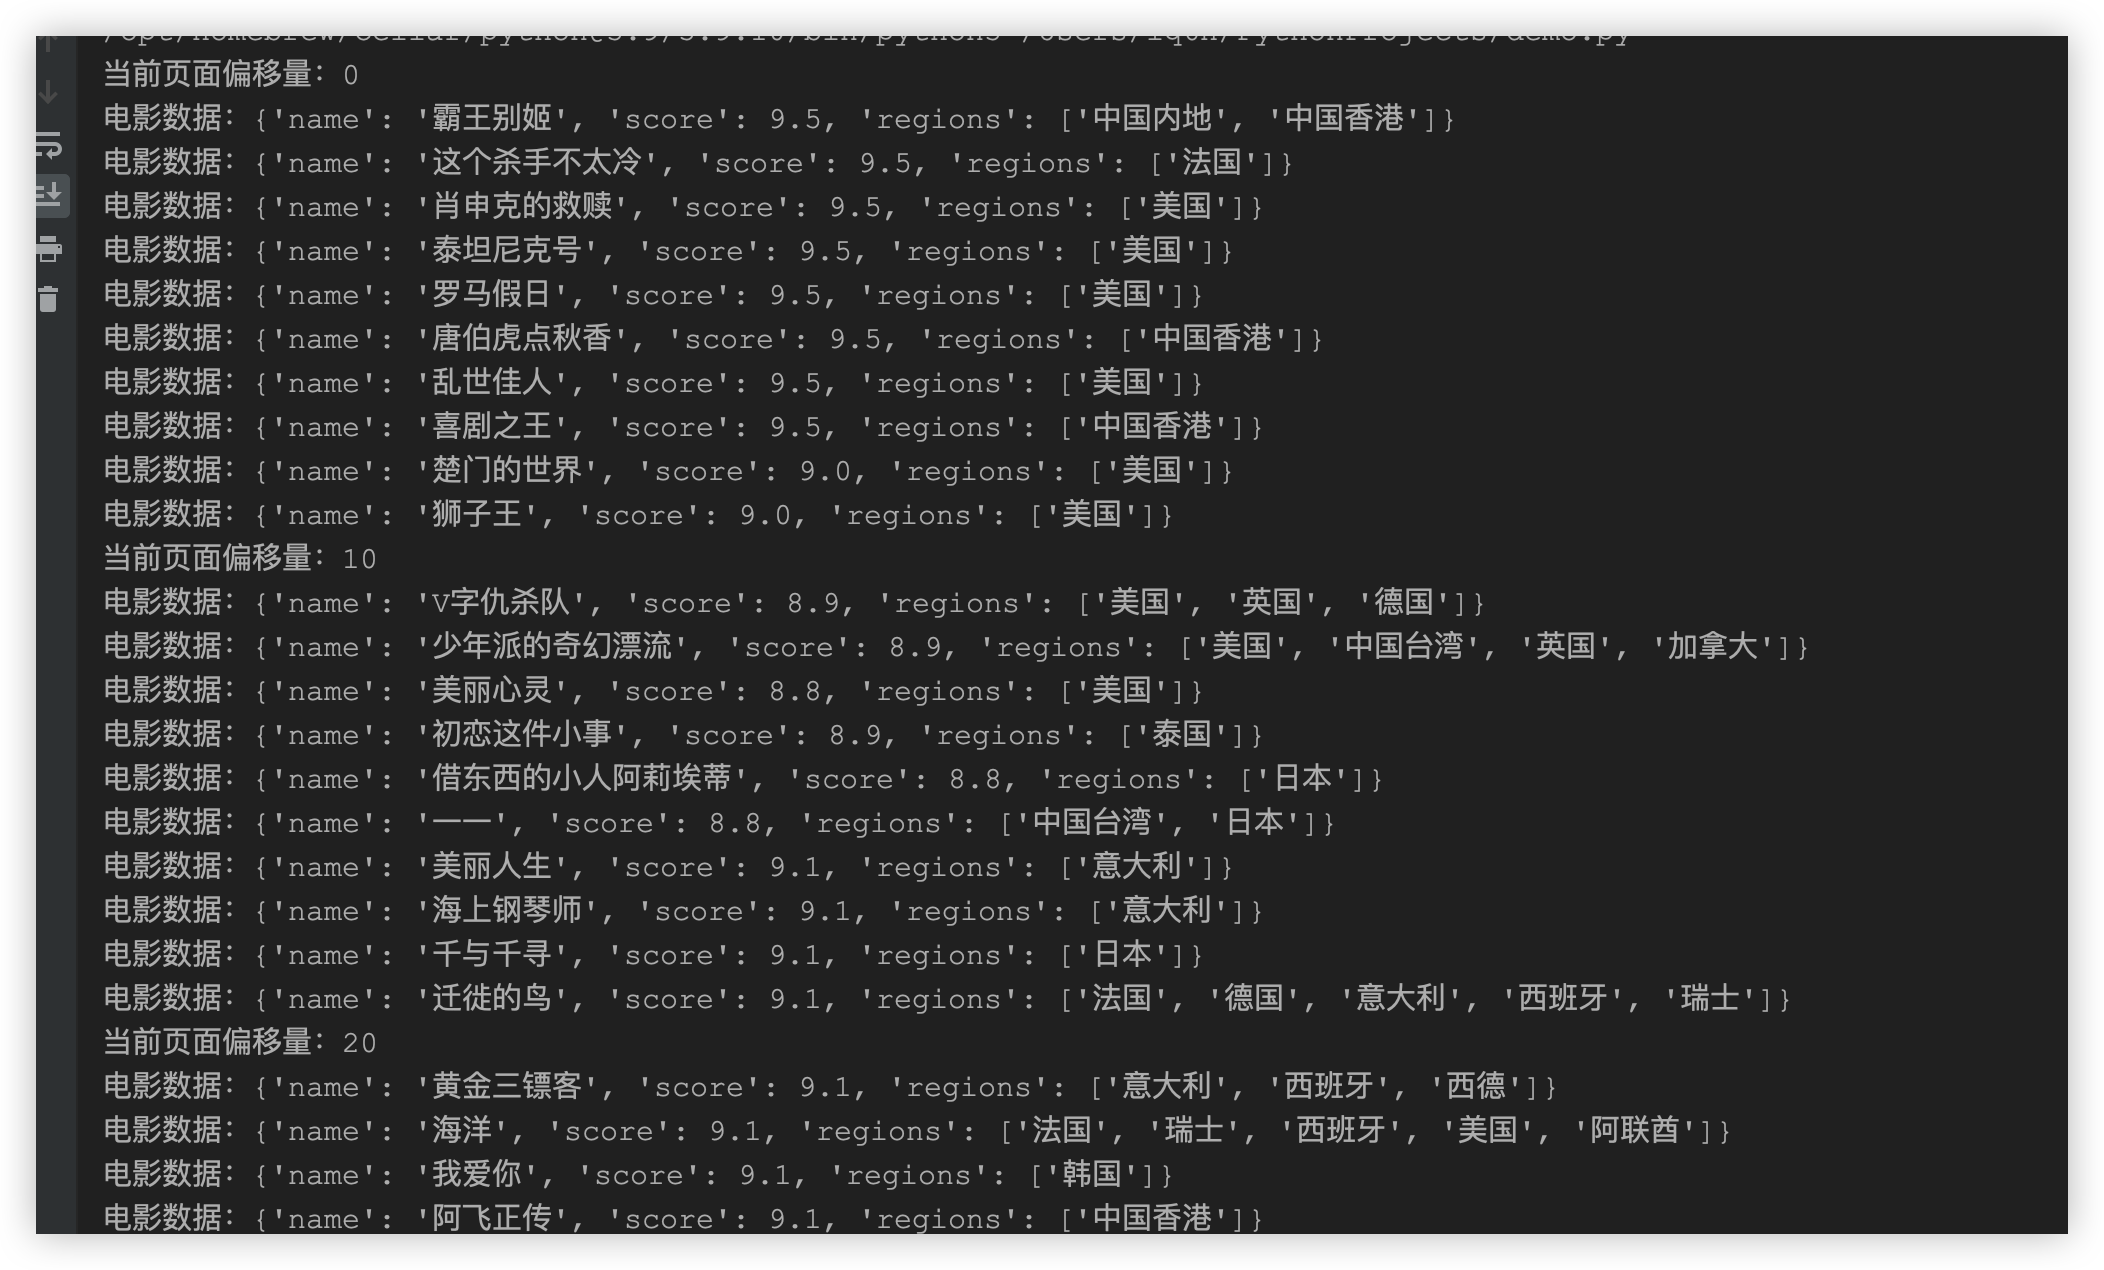 当前页面偏移量: 0
电影数据: {'name': '霸王别姬', 'score': 9.5, 'regions': ['中国内地', '中国香港']}
电影数据: {'name': '这个杀手不太冷', 'score': 9.5, 'regions': ['法国']}
电影数据: {'name': '肖申克的救赎', 'score': 9.5, 'regions': ['美国']}
电影数据: {'name': '泰坦尼克号', 'score': 9.5, 'regions': ['美国']}
电影数据: {'name': '罗马假日', 'score': 9.5, 'regions': ['美国']}
电影数据: {'name': '唐伯虎点秋香', 'score': 9.5, 'regions': ['中国香港']}
电影数据: {'name': '乱世佳人', 'score': 9.5, 'regions': ['美国']}
电影数据: {'name': '喜剧之王', 'score': 9.5, 'regions': ['中国香港']}
电影数据: {'name': '楚门的世界', 'score': 9.0, 'regions': ['美国']}
电影数据: {'name': '狮子王', 'score': 9.0, 'regions': ['美国']}
当前页面偏移量: 10
电影数据: {'name': 'V字仇杀队', 'score': 8.9, 'regions': ['美国', '英国', '德国']}
电影数据: {'name': '少年派的奇幻漂流', 'score': 8.9, 'regions': ['美国', '中国台湾', '英国', '加拿大']}
电影数据: {'name': '美丽心灵', 'score': 8.8, 'regions': ['美国']}
电影数据: {'name': '初恋这件小事', 'score': 8.9, 'regions': ['泰国']}
电影数据: {'name': '借东西的小人阿莉埃蒂', 'score': 8.8, 'regions': ['日本']}
电影数据: {'name': '一一', 'score': 8.8, 'regions': ['中国台湾', '日本']}
电影数据: {'name': '美丽人生', 'score': 9.1, 'regions': ['意大利']}
电影数据: {'name': '海上钢琴师', 'score': 9.1, 'regions': ['意大利']}
电影数据: {'name': '千与千寻', 'score': 9.1, 'regions': ['日本']}
电影数据: {'name': '迁徙的鸟', 'score': 9.1, 'regions': ['法国', '德国', '意大利', '西班牙', '瑞士']}
当前页面偏移量: 20
电影数据: {'name': '黄金三镖客', 'score': 9.1, 'regions': ['意大利', '西班牙', '西德']}
电影数据: {'name': '海洋', 'score': 9.1, 'regions': ['法国', '瑞士', '西班牙', '美国', '阿联酋']}
电影数据: {'name': '我爱你', 'score': 9.1, 'regions': ['韩国']}
电影数据: {'name': '阿飞正传', 'score': 9.1, 'regions': ['中国香港']}